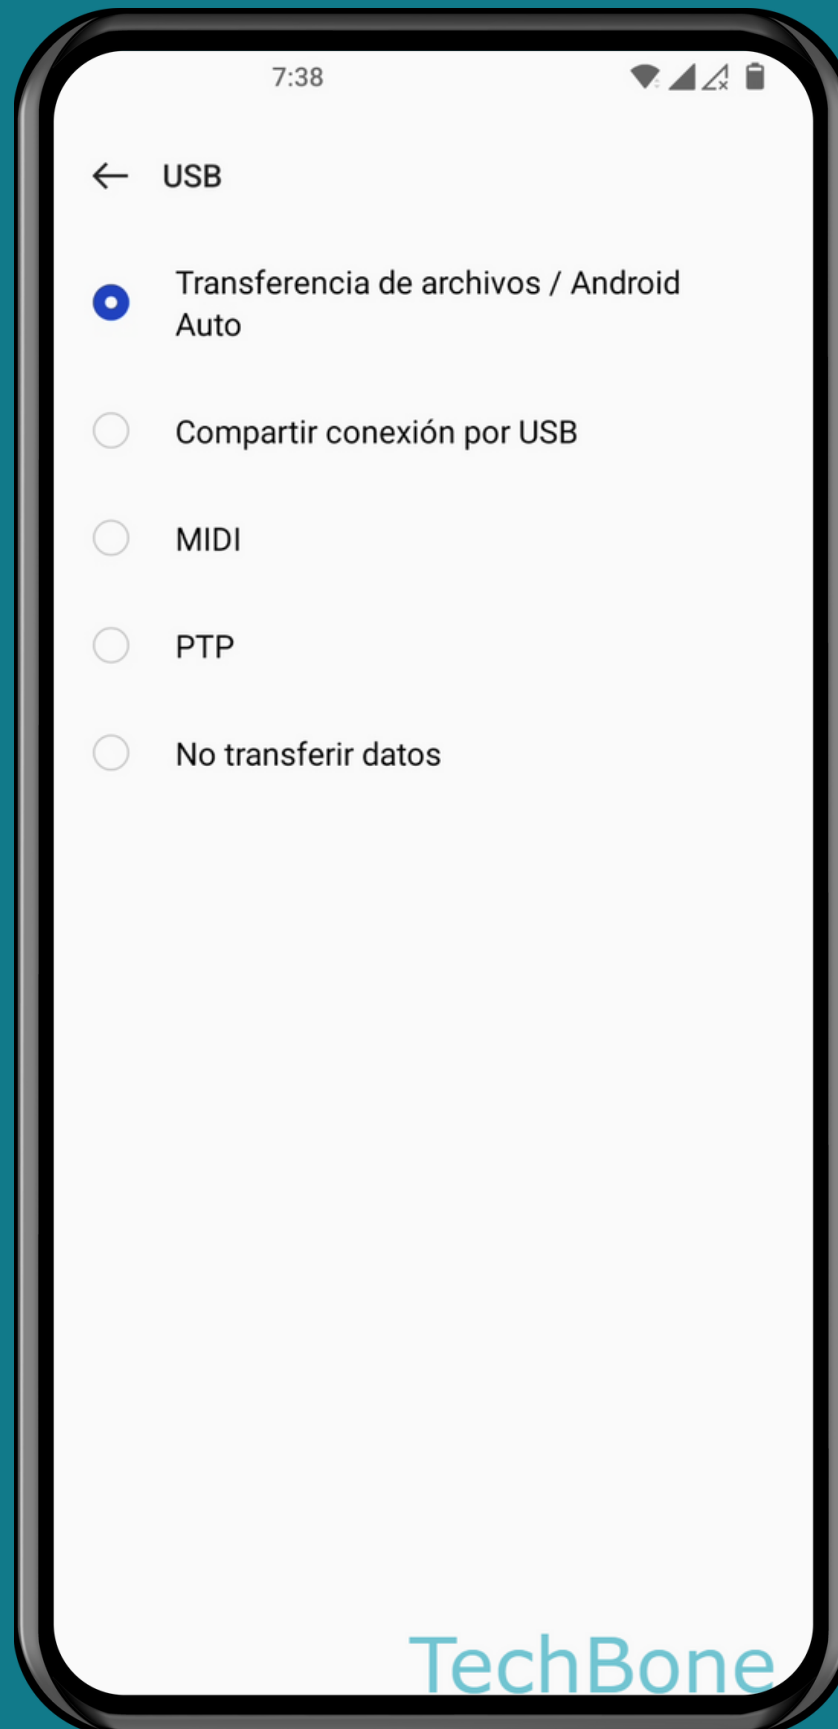 7:38
USB
Transferencia de archivos / Android
Auto
Compartir conexión por USB
MIDI
PTP
No transferir datos
TechBone